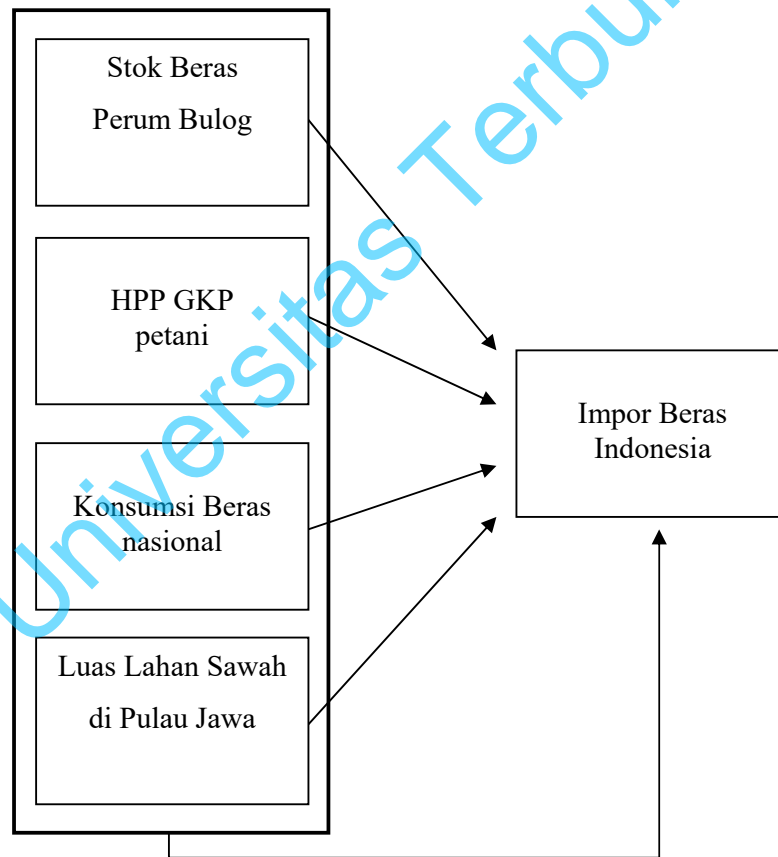 Stok Beras
Perum Bulog
HPP GKP
petani
Impor Beras
Indonesia
Konsumsi Beras
nasional
Luas Lahan Sawah
di Pulau Jawa
Universitas Terbu